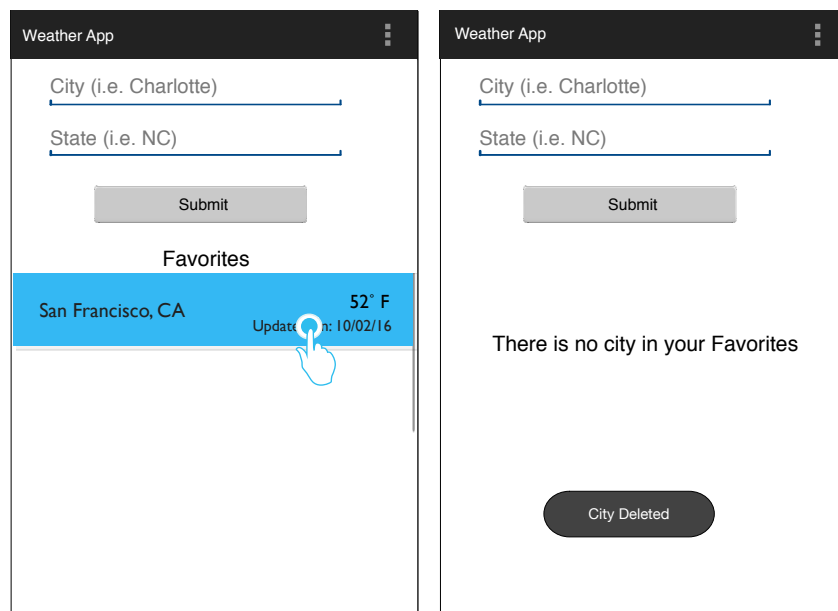 Weather App
City (i.e. Charlotte)
State (i.e. NC)
Submit
Favorites
San Francisco, CA
52° F
Update n: 10/02/16
Weather App
City (i.e. Charlotte)
State (i.e. NC)
Submit
There is no city in your Favorites
City Deleted